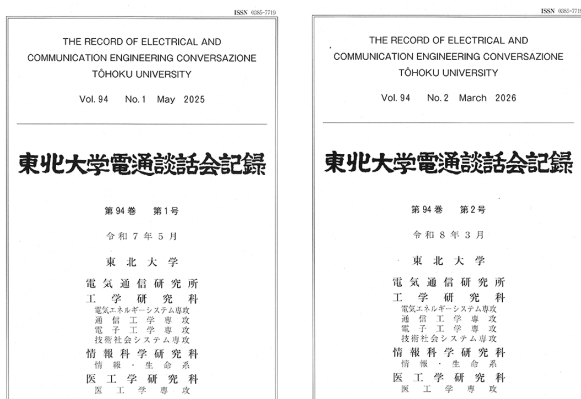 ISSN 0385-7719
THE RECORD OF ELECTRICAL AND
COMMUNICATION ENGINEERING CONVERSAZIONE
TŌHOKU UNIVERSITY
Vol. 94 No. 1 May 2025
東北大学電通談話会記録
第94巻 第1号
令和7年5月
東北大学
電気通信研究所
工学研究科
電気エネルギーシステム専攻
通信工学専攻
電子工学専攻
技術社会システム専攻
情報科学研究科
情報・生命系
医工学研究科
医工学専攻
ISSN 0385-7719
THE RECORD OF ELECTRICAL AND
COMMUNICATION ENGINEERING CONVERSAZIONE
TŌHOKU UNIVERSITY
Vol. 94 No. 2 March 2026
東北大学電通談話会記録
第94巻 第2号
令和8年3月
東北大学
電気通信研究所
工学研究科
電気エネルギーシステム専攻
通信工学専攻
電子工学専攻
技術社会システム専攻
情報科学研究科
情報・生命系
医工学研究科
医工学専攻